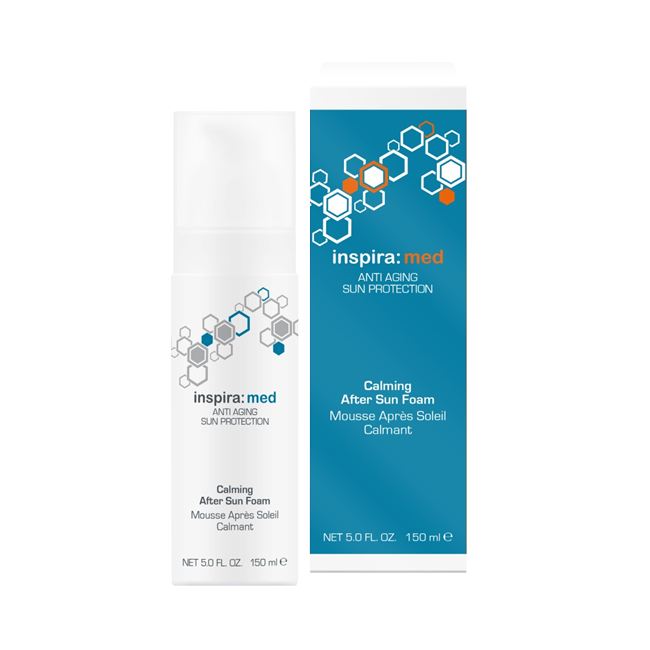 inspira:med
ANTI AGING
SUN PROTECTION
Calming
After Sun Foam
Mousse Après Soleil
Calmant
NET 5.0 FL. OZ. 150 ml ℮
inspira:med
ANTI AGING
SUN PROTECTION
Calming
After Sun Foam
Mousse Après Soleil
Calmant
NET 5.0 FL. OZ. 150 ml ℮